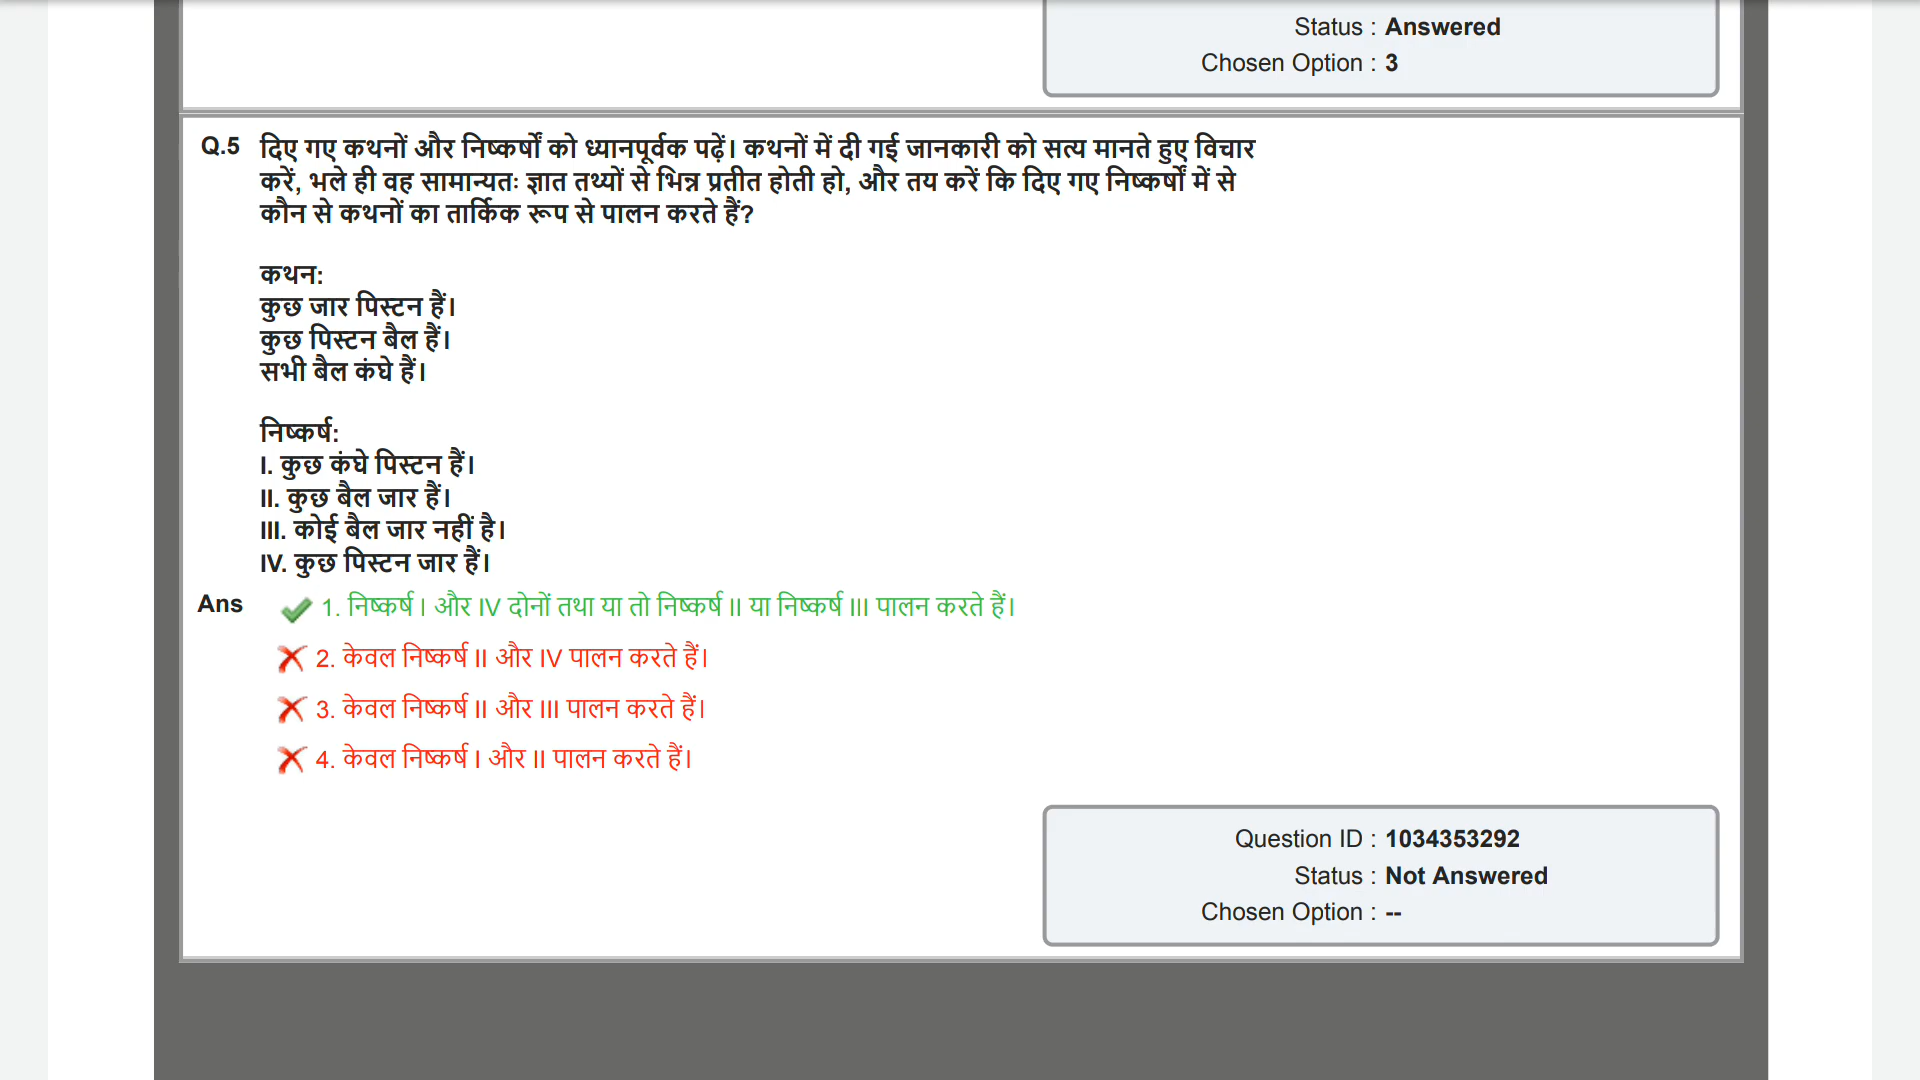 Status : Answered
Chosen Option : 3
Q.5 दिए गए कथनों और निष्कर्षों को ध्यानपूर्वक पढ़ें। कथनों में दी गई जानकारी को सत्य मानते हुए विचार
करें, भले ही वह सामान्यतः ज्ञात तथ्यों से भिन्न प्रतीत होती हो, और तय करें कि दिए गए निष्कर्षों में से
कौन से कथनों का तार्किक रूप से पालन करते हैं?
कथन:
कुछ जार पिस्टन हैं।
कुछ पिस्टन बैल हैं।
सभी बैल कंघे हैं।
निष्कर्ष:
I. कुछ कंघे पिस्टन हैं।
II. कुछ बैल जार हैं।
III. कोई बैल जार नहीं है।
IV. कुछ पिस्टन जार हैं।
Ans 1. निष्कर्ष I और IV दोनों तथा या तो निष्कर्ष II या निष्कर्ष III पालन करते हैं।
2. केवल निष्कर्ष II और IV पालन करते हैं।
3. केवल निष्कर्ष II और III पालन करते हैं।
4. केवल निष्कर्ष I और II पालन करते हैं।
Question ID : 1034353292
Status : Not Answered
Chosen Option : --